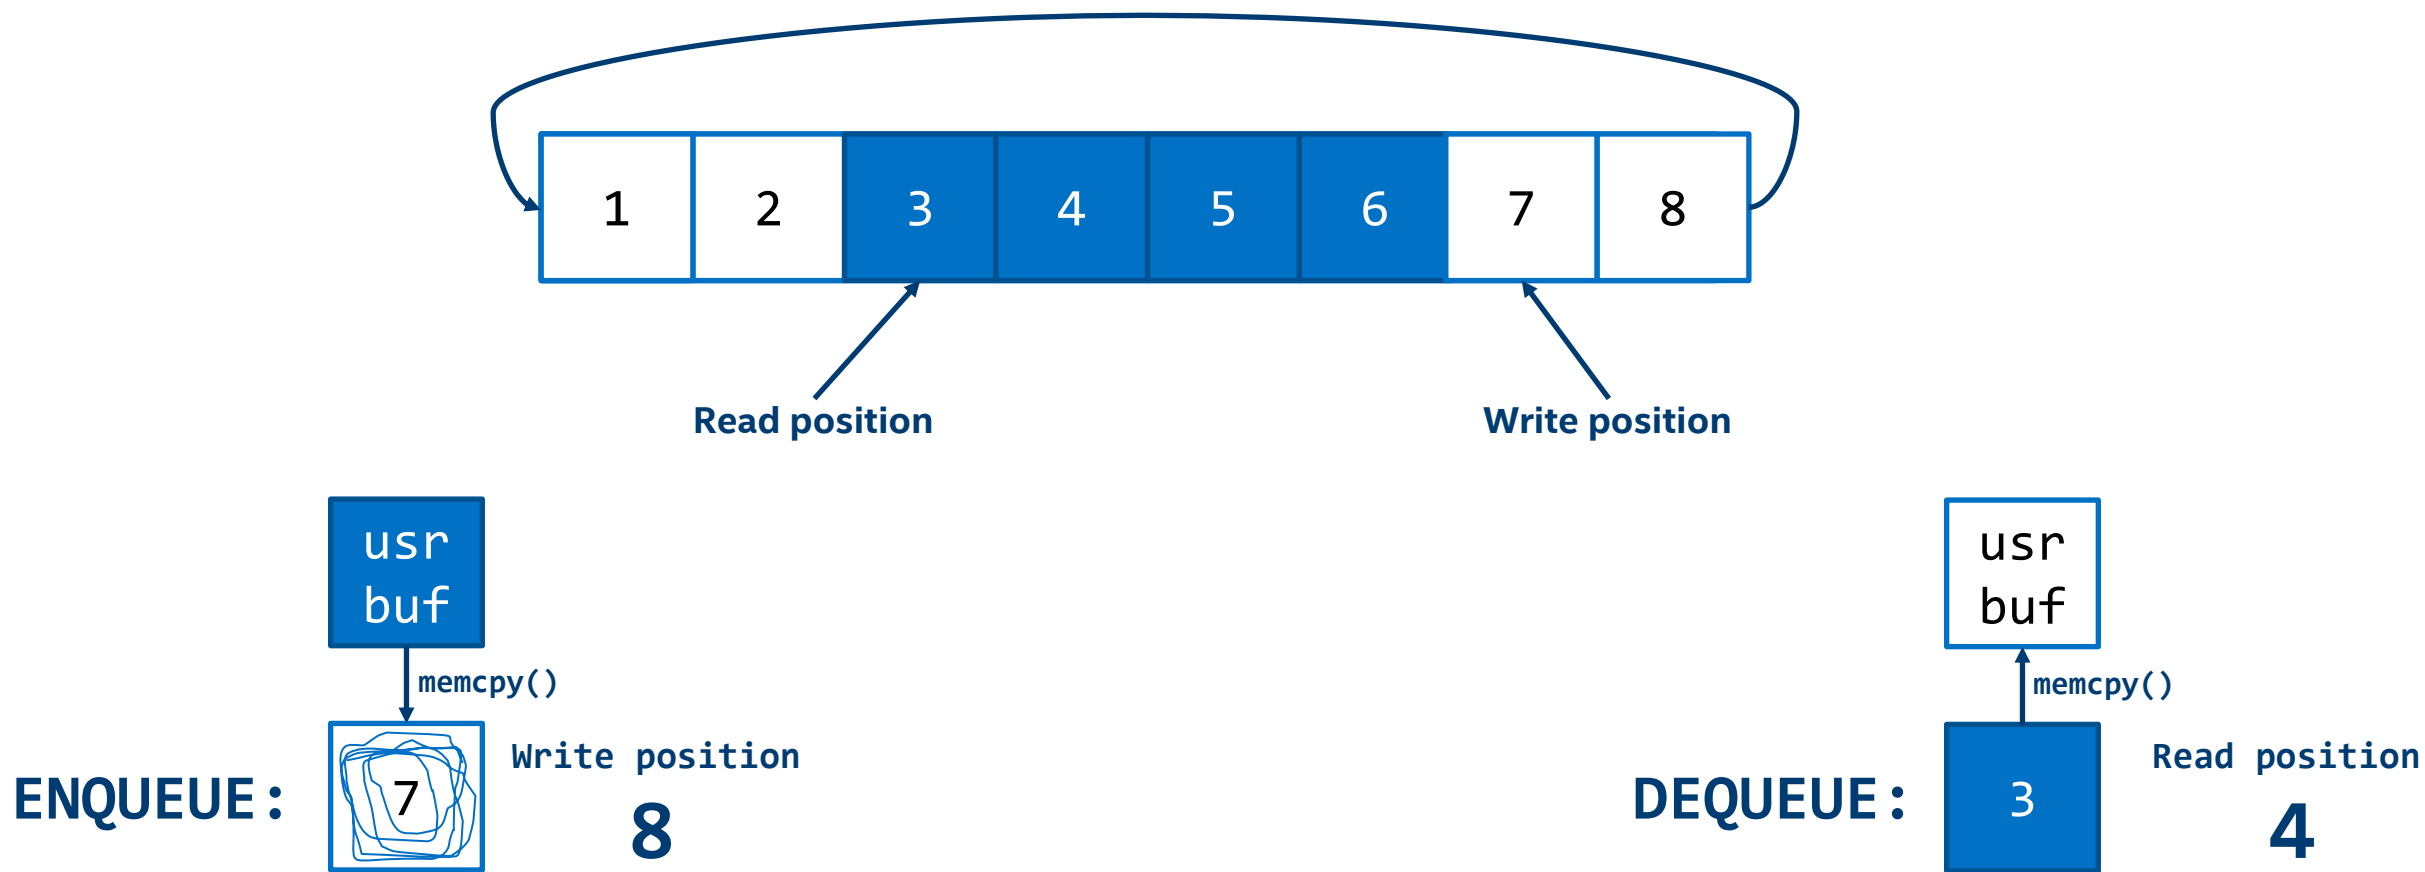 1 2 3 4 5 6 7 8
Read position
Write position
usr
buf
memcpy()
ENQUEUE:
7
Write position
8
usr
buf
memcpy()
DEQUEUE:
3
Read position
4